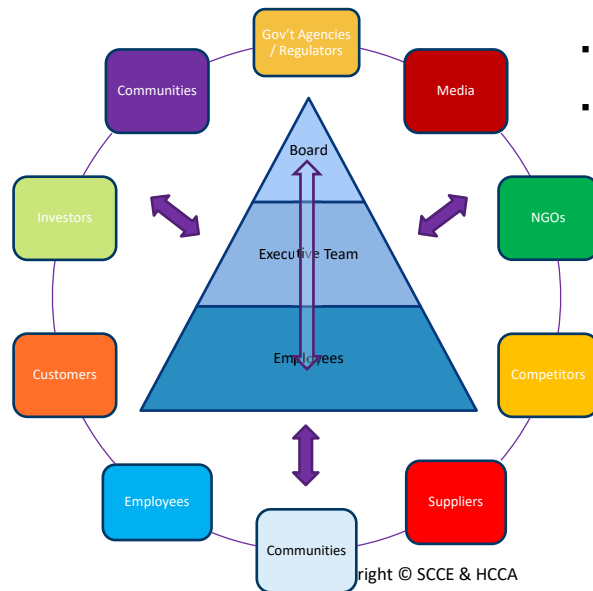 Gov't Agencies
/ Regulators
Communities
Media
Board
Investors
NGOs
Executive Team
Employees
Customers
Competitors
Employees
Suppliers
Communities
right © SCCE & HCCA